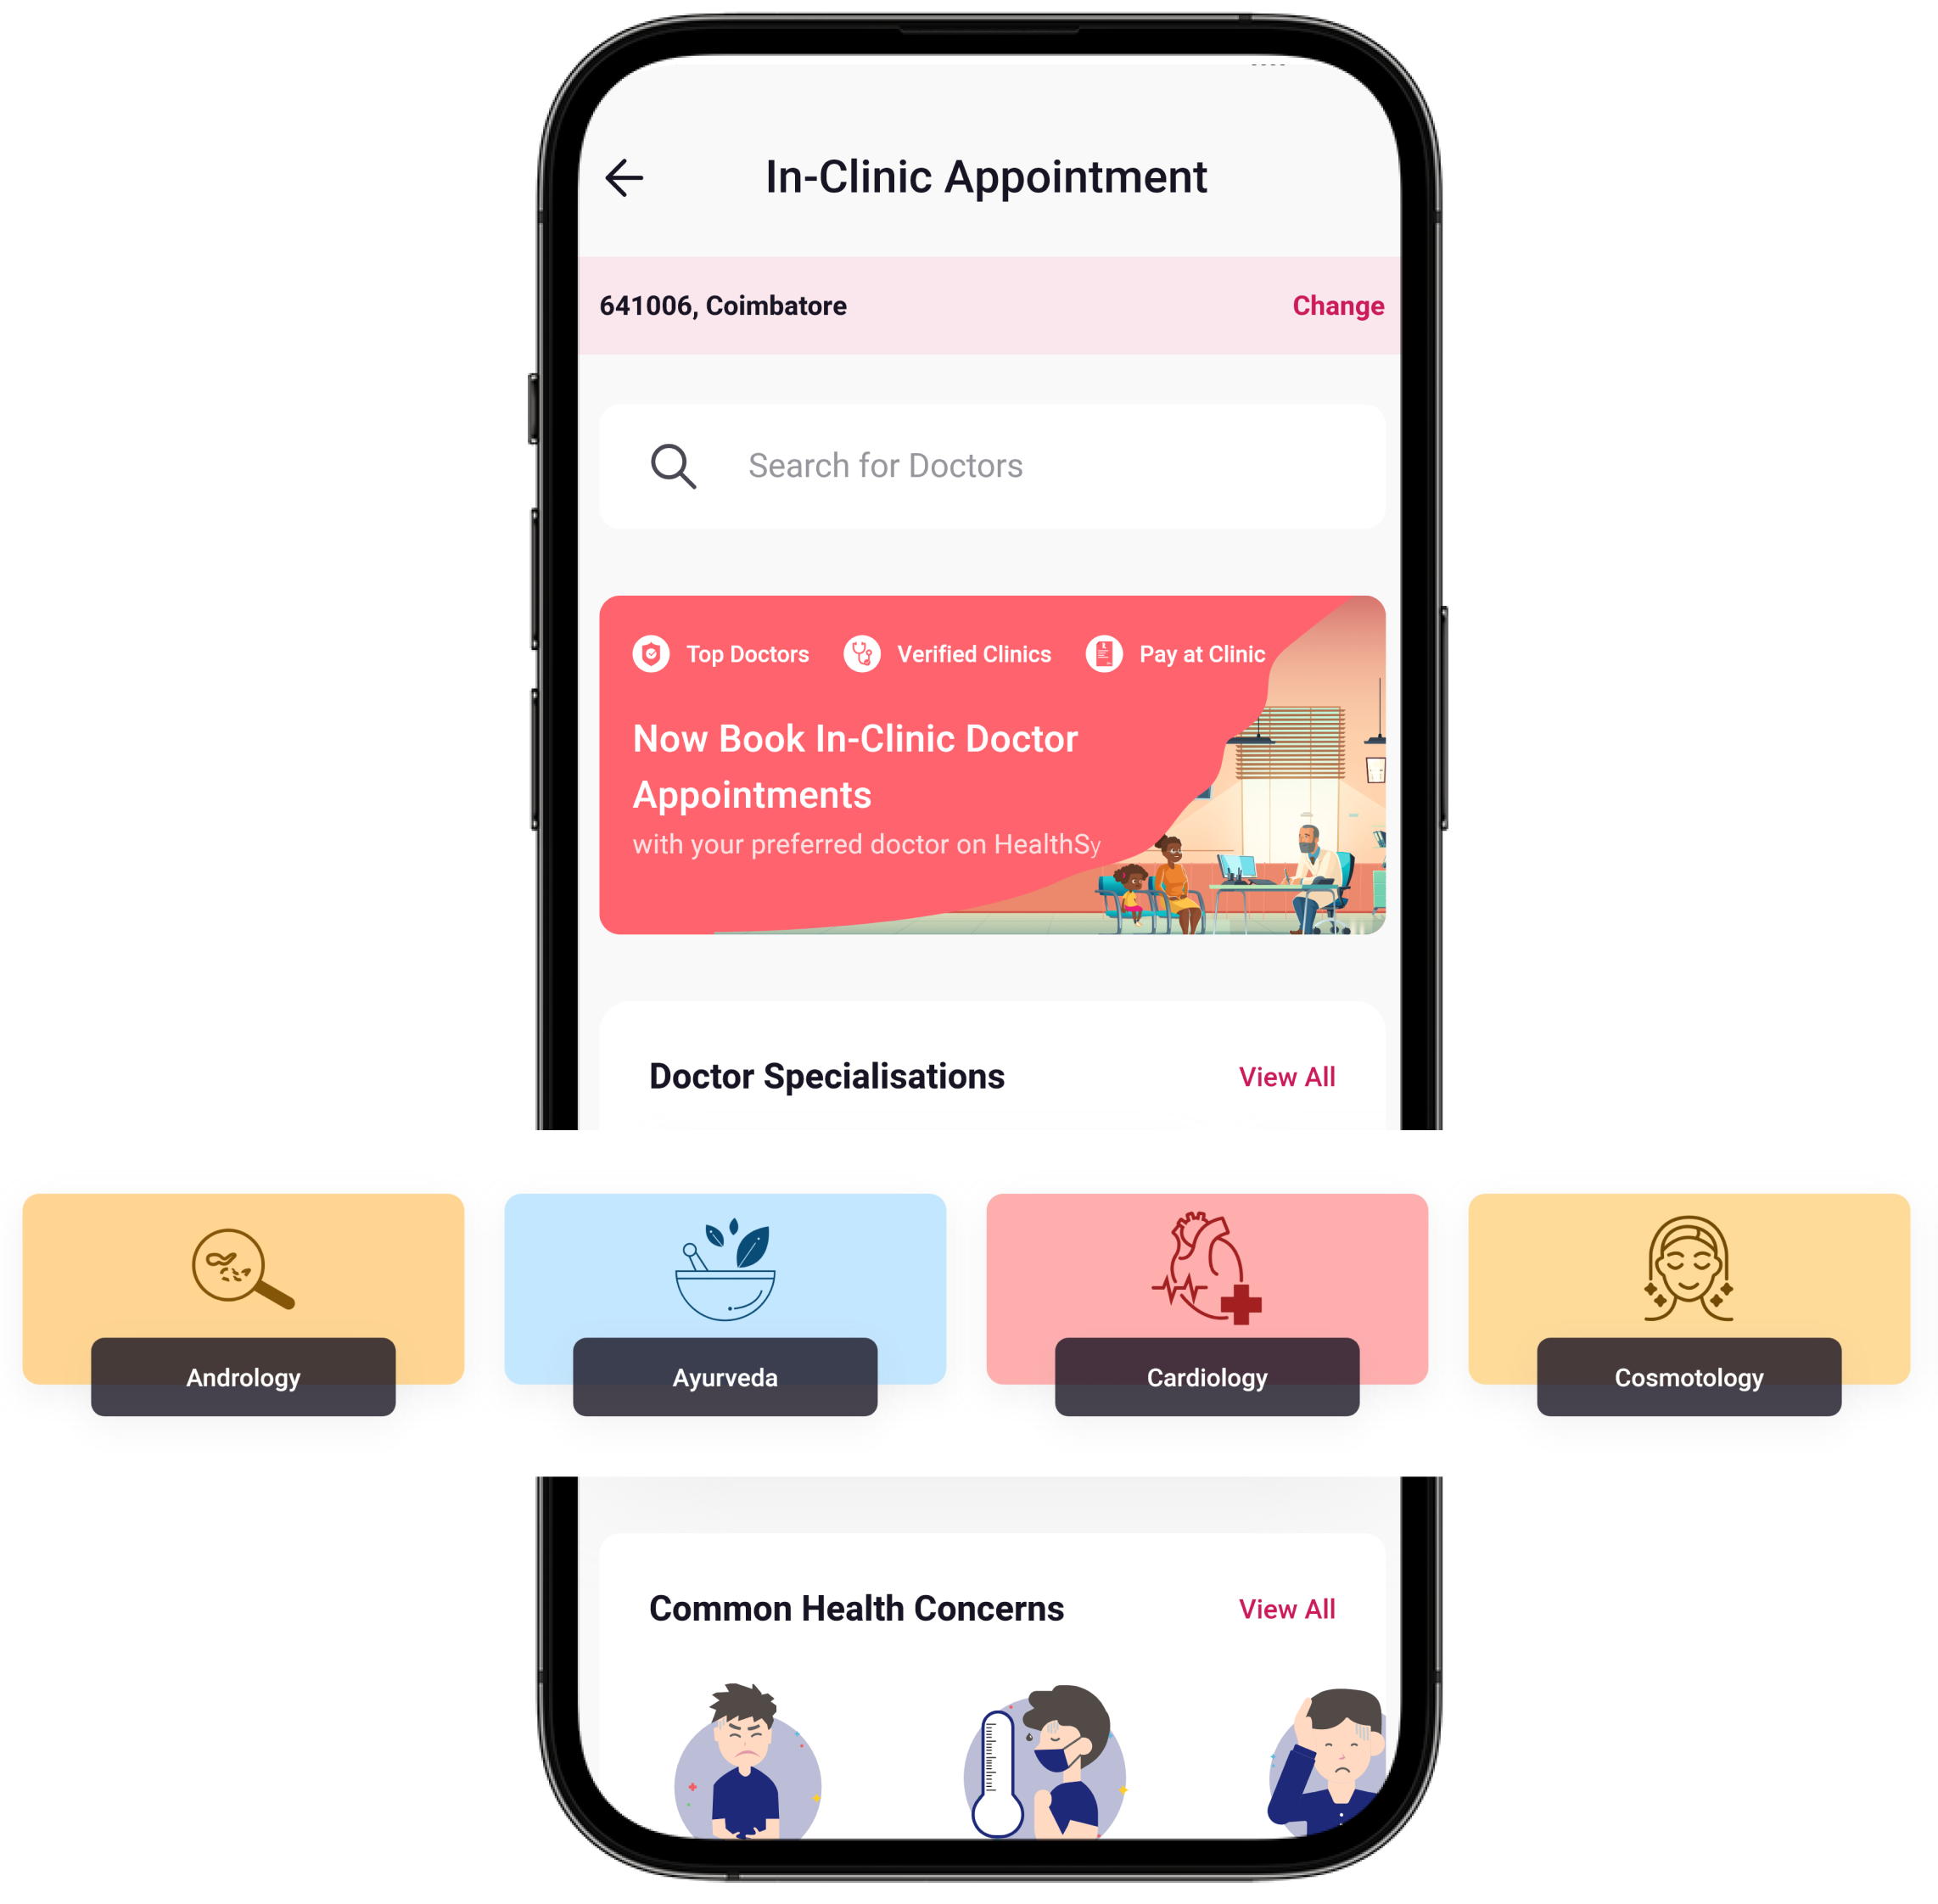 In-Clinic Appointment
641006, Coimbatore
Change
Search for Doctors
Top Doctors
Verified Clinics
Pay at Clinic
Now Book In-Clinic Doctor
Appointments
with your preferred doctor on HealthSy
Doctor Specialisations
View All
Andrology
Ayurveda
Cardiology
Cosmotology
Common Health Concerns
View All